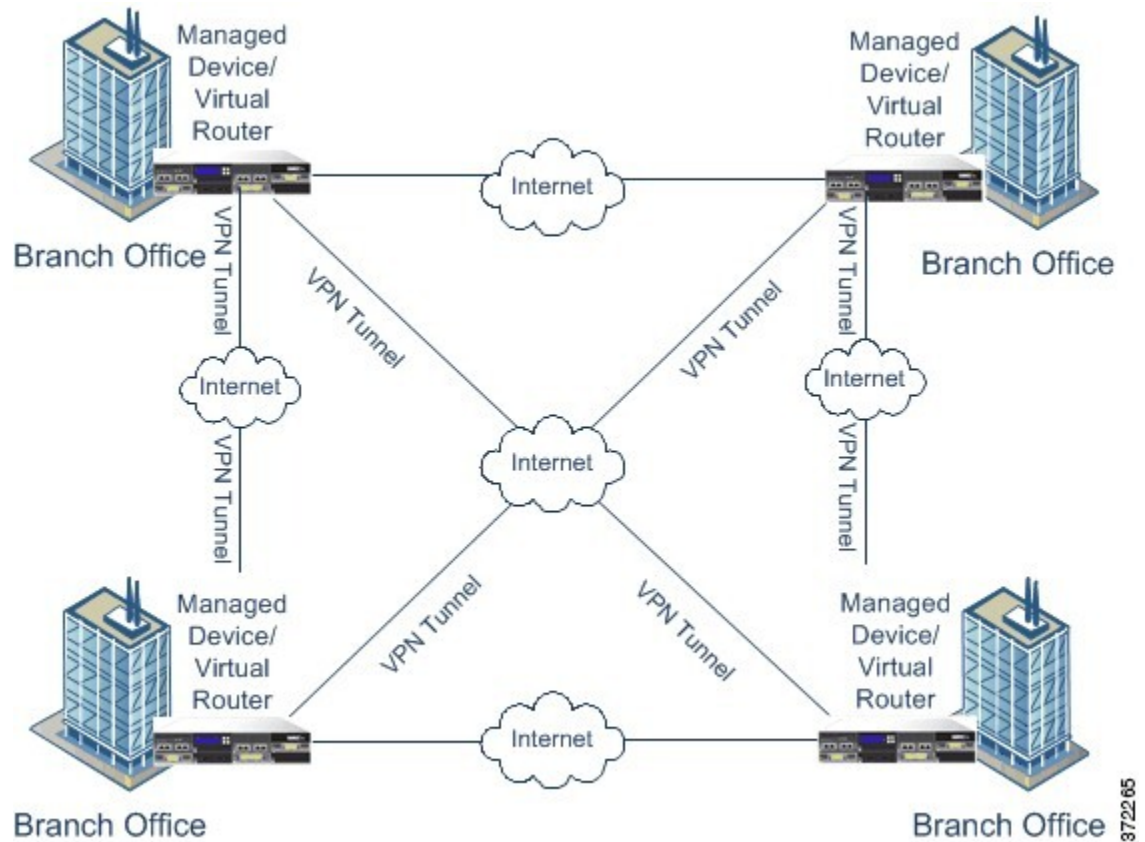 Managed
Device/
Virtual
Router
Managed
Device/
Virtual
Router
Internet
Branch Office
Branch Office
VPN Tunnel
VPN Tunnel
VPN Tunnel
VPN Tunnel
Internet
Internet
Internet
VPN Tunnel
VPN Tunnel
VPN Tunnel
VPN Tunnel
Managed
Device/
Virtual
Router
Managed
Device/
Virtual
Router
Internet
Branch Office
Branch Office
372265